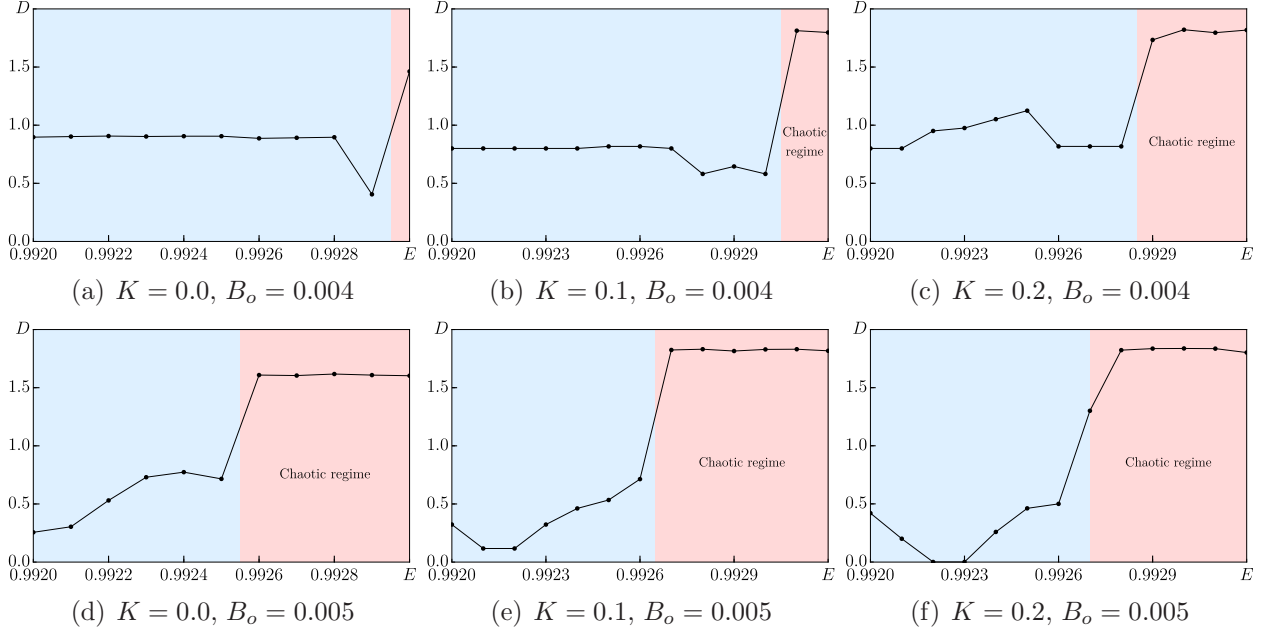 D
1.5
1.0
0.5
0.0
0.9920 0.9922 0.9924 0.9926 0.9928 E
(a) K = 0.0, B_o = 0.004
D
1.5
1.0
0.5
0.0
Chaotic
regime
0.9920 0.9923 0.9926 0.9929 E
(b) K = 0.1, B_o = 0.004
D
1.5
1.0
0.5
0.0
Chaotic regime
0.9920 0.9923 0.9926 0.9929 E
(c) K = 0.2, B_o = 0.004
D
1.5
1.0
0.5
0.0
Chaotic regime
0.9920 0.9922 0.9924 0.9926 0.9928 E
(d) K = 0.0, B_o = 0.005
D
1.5
1.0
0.5
0.0
Chaotic regime
0.9920 0.9923 0.9926 0.9929 E
(e) K = 0.1, B_o = 0.005
D
1.5
1.0
0.5
0.0
Chaotic regime
0.9920 0.9923 0.9926 0.9929 E
(f) K = 0.2, B_o = 0.005